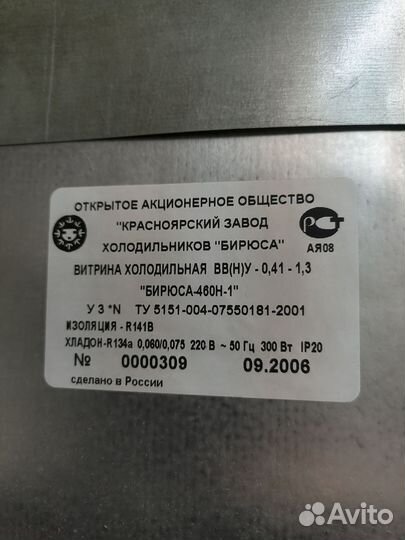 ОТКРЫТОЕ АКЦИОНЕРНОЕ ОБЩЕСТВО
"КРАСНОЯРСКИЙ ЗАВОД
ХОЛОДИЛЬНИКОВ "БИРЮСА"
РСТ
АЯ08
ВИТРИНА ХОЛОДИЛЬНАЯ ВВ(Н)У - 0,41 - 1,3
"БИРЮСА-460Н-1"
У 3 *N ТУ 5151-004-07550181-2001
ИЗОЛЯЦИЯ - R141B
ХЛАДОН-R134a 0,060/0,075 220 В ~ 50 Гц 300 Вт IP20
№ 0000309 09.2006
сделано в России
Avito